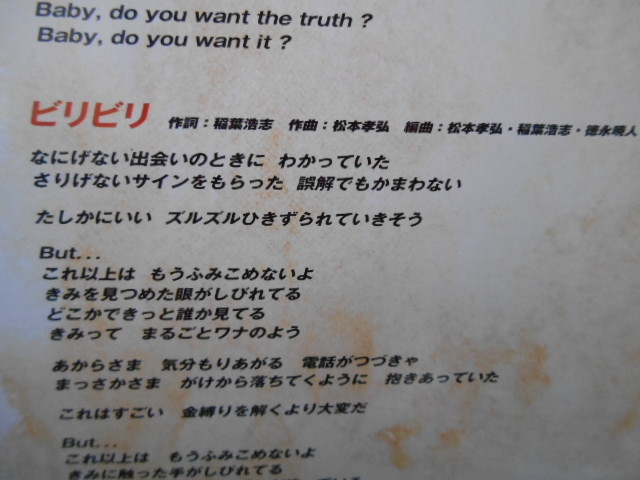 Baby, do you want the truth ?
Baby, do you want it ?
ビリビリ 作詞：稲葉浩志 作曲：松本孝弘 編曲：松本孝弘・稲葉浩志・徳永暁人
なにげない出会いのときに わかっていた
さりげないサインをもらった 誤解でもかまわない
たしかにいい ズルズルひきずられていきそう
But...
これ以上は もうふみこめないよ
きみを見つめた眼がしびれてる
どこかできっと誰か見てる
きみって まるごとワナのよう
あからさま 気分もりあがる 電話がつづきゃ
まっさかさま がけから落ちてくように 抱きあっていた
これはすごい 金縛りを解くより大変だ
But...
これ以上は もうふみこめないよ
きみに触った手がしびれてる